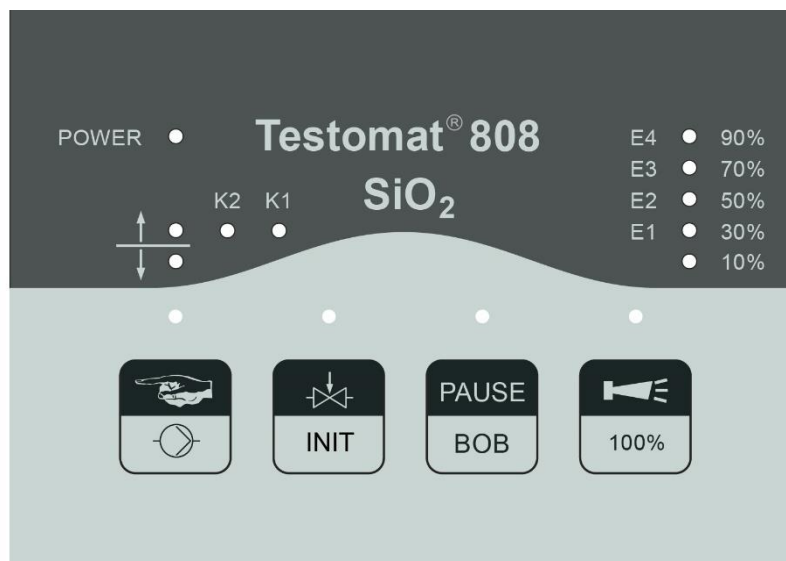 POWER
Testomat® 808
SiO₂
K2 K1
E4 90%
E3 70%
E2 50%
E1 30%
10%
INIT
PAUSE
BOB
100%